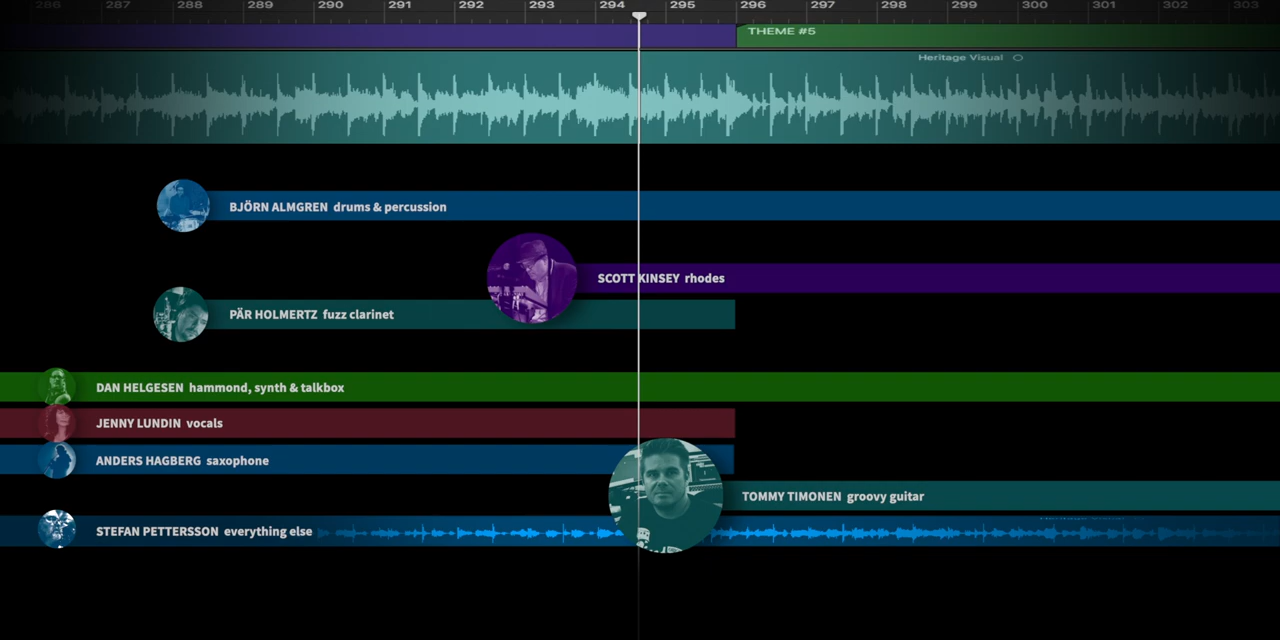 286 287 288 289 290 291 292 293 294 295 296 297 298 299 300 301 302 303
THEME #5
Heritage Visual
BJÖRN ALMGREN drums & percussion
SCOTT KINSEY rhodes
PÄR HOLMERTZ fuzz clarinet
DAN HELGESEN hammond, synth & talkbox
JENNY LUNDIN vocals
ANDERS HAGBERG saxophone
TOMMY TIMONEN groovy guitar
STEFAN PETTERSSON everything else